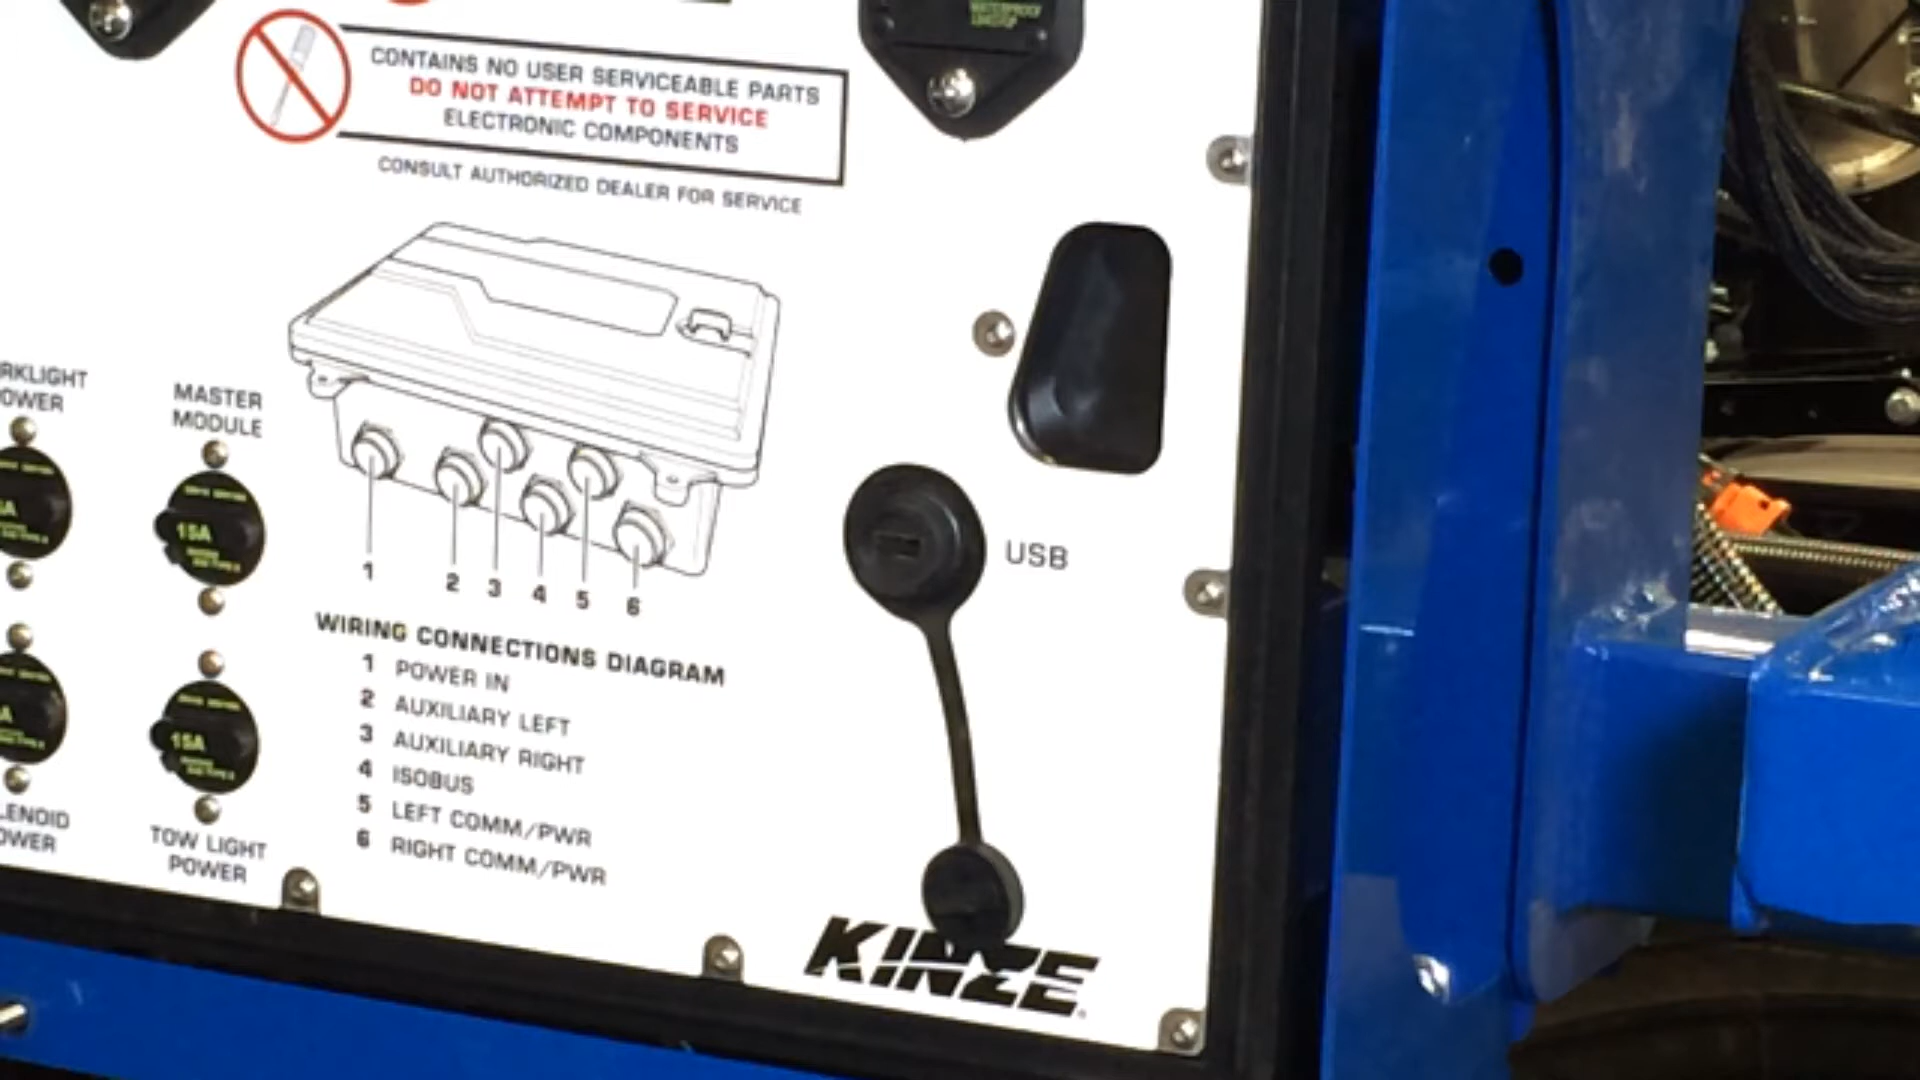 WATERPROOF
CONTAINS NO USER SERVICEABLE PARTS
DO NOT ATTEMPT TO SERVICE
ELECTRONIC COMPONENTS
CONSULT AUTHORIZED DEALER FOR SERVICE
RKLIGHT
OWER
MASTER
MODULE
A
15A
1 2 3 4 5 6
USB
WIRING CONNECTIONS DIAGRAM
1 POWER IN
2 AUXILIARY LEFT
3 AUXILIARY RIGHT
4 ISOBUS
5 LEFT COMM/PWR
6 RIGHT COMM/PWR
A
15A
LENOID
OWER
TOW LIGHT
POWER
KINZE